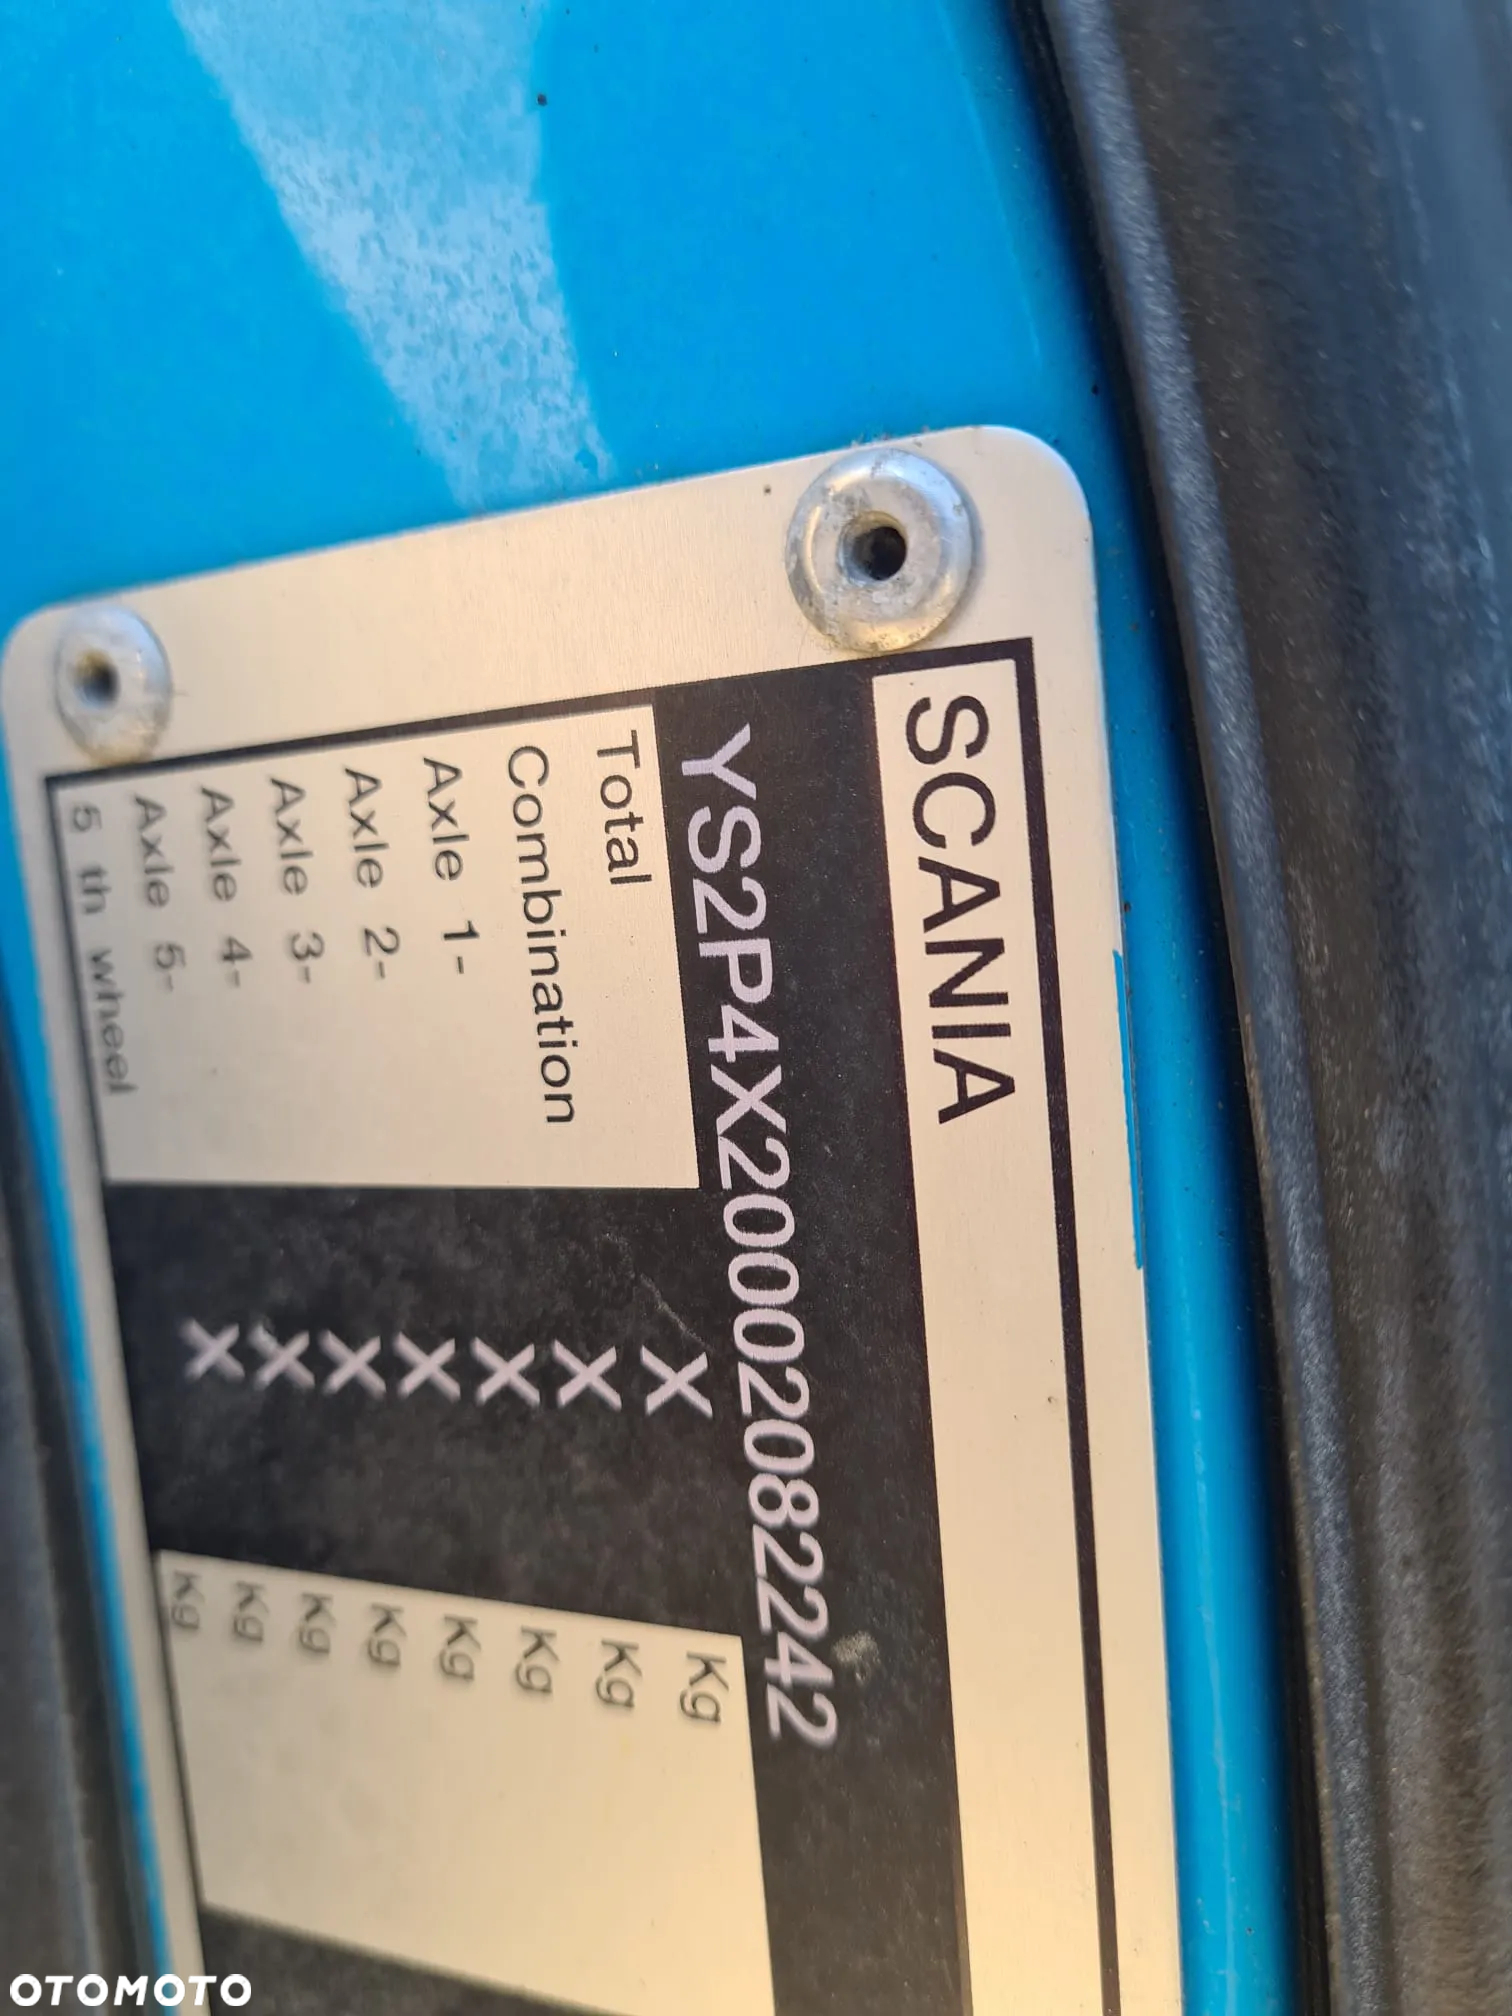 SCANIA
YS2P4X20002082242
Total X Kg
Combination X Kg
Axle 1- X Kg
Axle 2- X Kg
Axle 3- X Kg
Axle 4- X Kg
Axle 5- X Kg
5 th wheel Kg
OTOMOTO